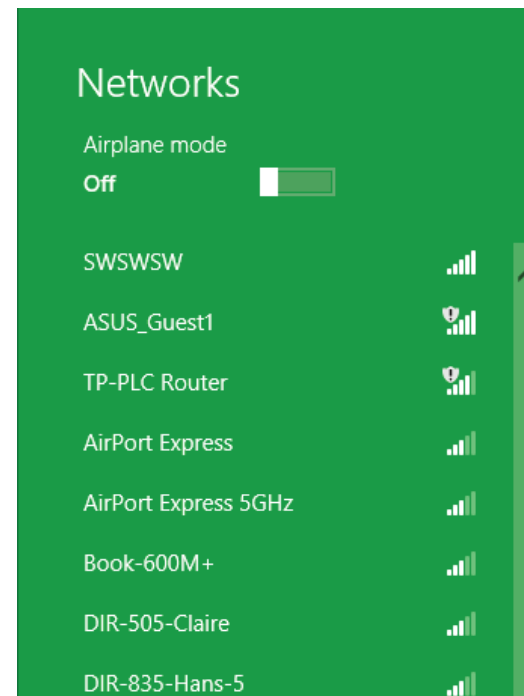 Networks
Airplane mode
Off
SWSWSW
ASUS_Guest1
TP-PLC Router
AirPort Express
AirPort Express 5GHz
Book-600M+
DIR-505-Claire
DIR-835-Hans-5